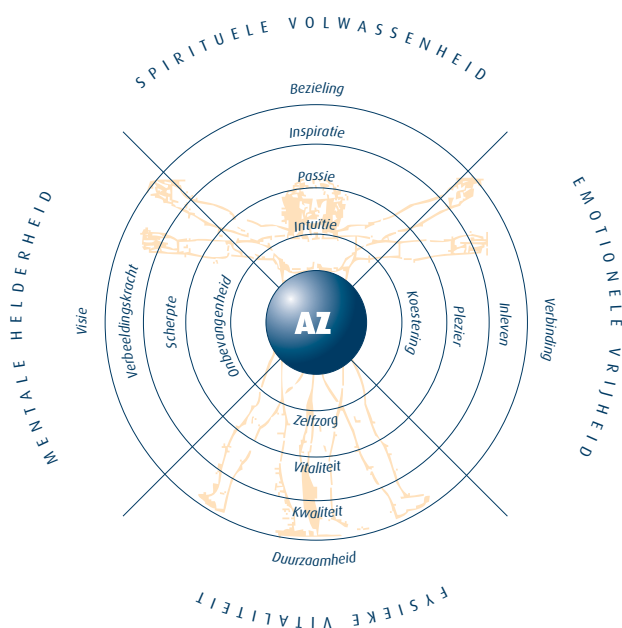 SPIRITUELE VOLWASSENHEID
Bezieling
Inspiratie
Passie
Intuïtie
MENTALE HELDERHEID
Visie
Verbeeldingskracht
Scherpte
Onbevangenheid
AZ
Koestering
Plezier
Inleven
Verbinding
EMOTIONELE VRIJHEID
Zelfzorg
Vitaliteit
Kwaliteit
Duurzaamheid
FYSIEKE VITALITEIT